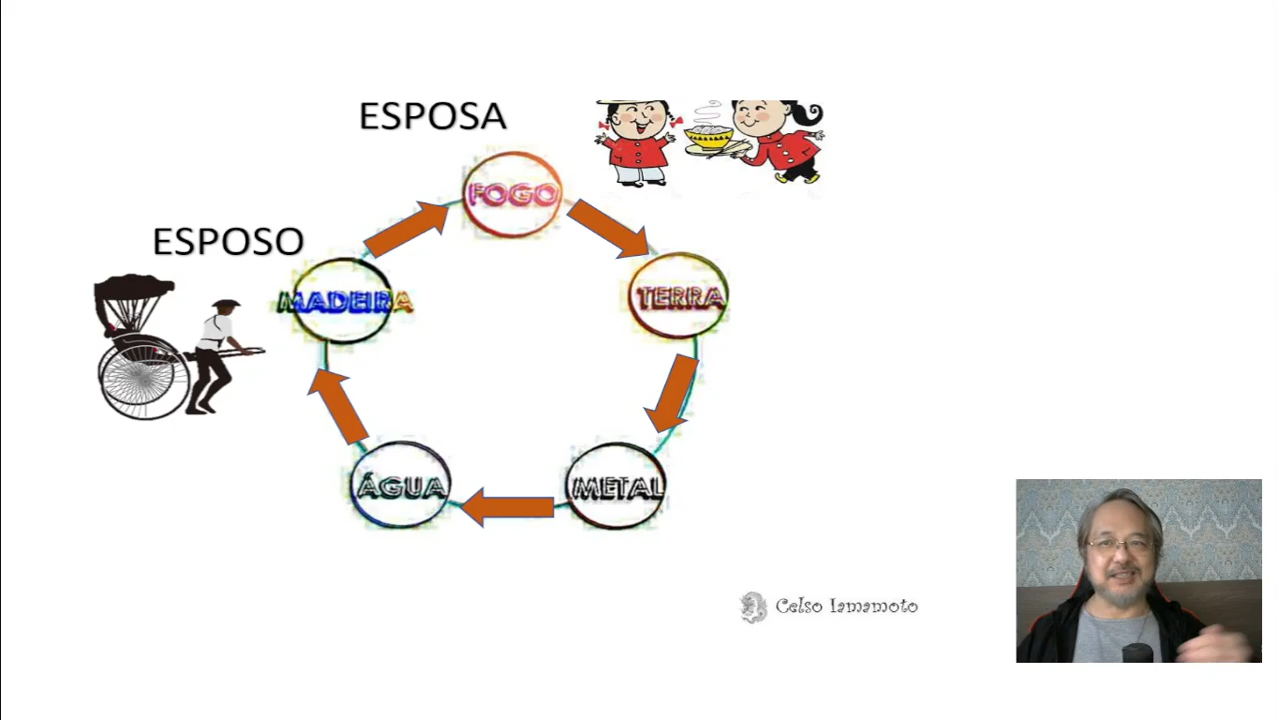 ESPOSA
FOGO
ESPOSO
MADEIRA
TERRA
ÁGUA
METAL
Celso Iamamoto